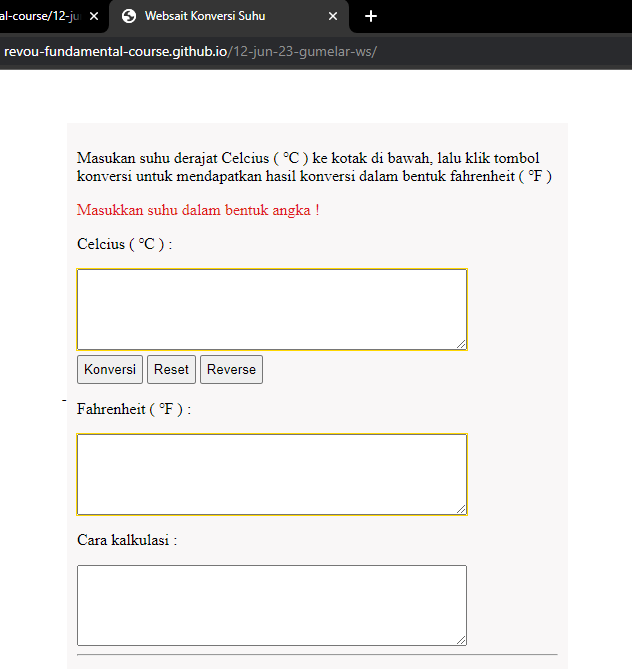 al-course/12-ju
Websait Konversi Suhu
revou-fundamental-course.github.io/12-jun-23-gumelar-ws/
Masukan suhu derajat Celcius ( °C ) ke kotak di bawah, lalu klik tombol
konversi untuk mendapatkan hasil konversi dalam bentuk fahrenheit ( °F )
Masukkan suhu dalam bentuk angka !
Celcius ( °C ) :
Konversi Reset Reverse
-
Fahrenheit ( °F ) :
Cara kalkulasi :